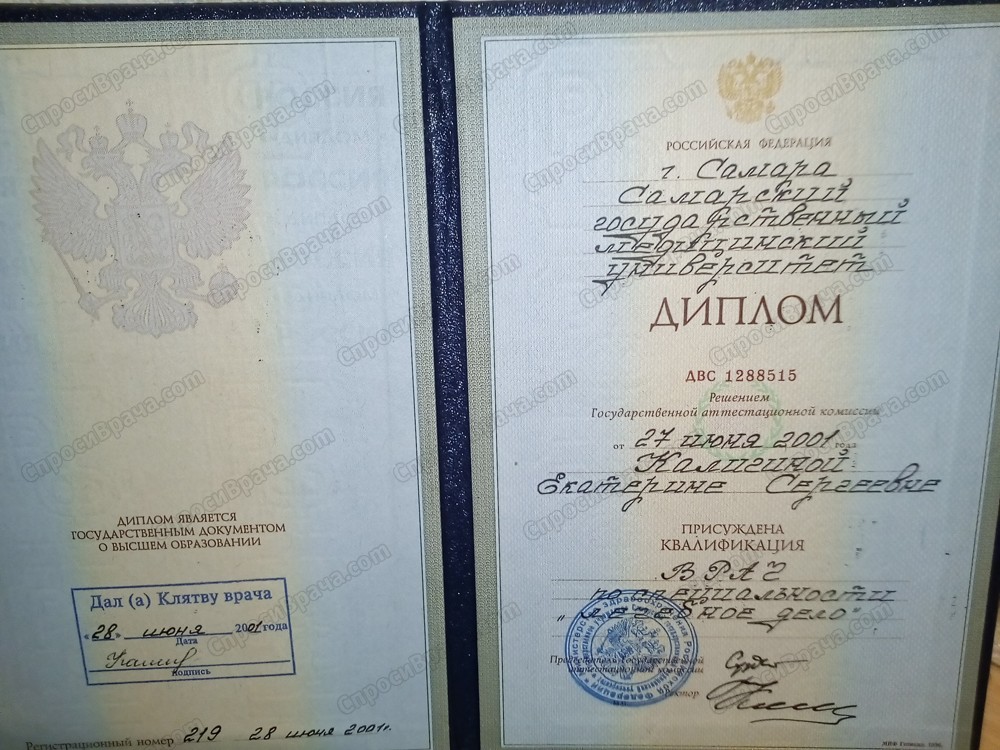 ДИПЛОМ ЯВЛЯЕТСЯ
ГОСУДАРСТВЕННЫМ ДОКУМЕНТОМ
О ВЫСШЕМ ОБРАЗОВАНИИ
Дал (а) Клятву врача
"28" июня 2001 года
Дата
Подпись
Регистрационный номер 219 28 июня 2001г.
РОССИЙСКАЯ ФЕДЕРАЦИЯ
г. Самара
Самарский
государственный
медицинский
университет
ДИПЛОМ
ДВС 1288515
Решением
Государственной аттестационной комиссии
от 27 июня 2001 года
Калигиной
Екатерине Сергеевне
ПРИСУЖДЕНА
КВАЛИФИКАЦИЯ
ВРАЧ
по специальности
"лечебное дело"
Председатель Государственной
аттестационной комиссии
Ректор
СпросиВрача.com